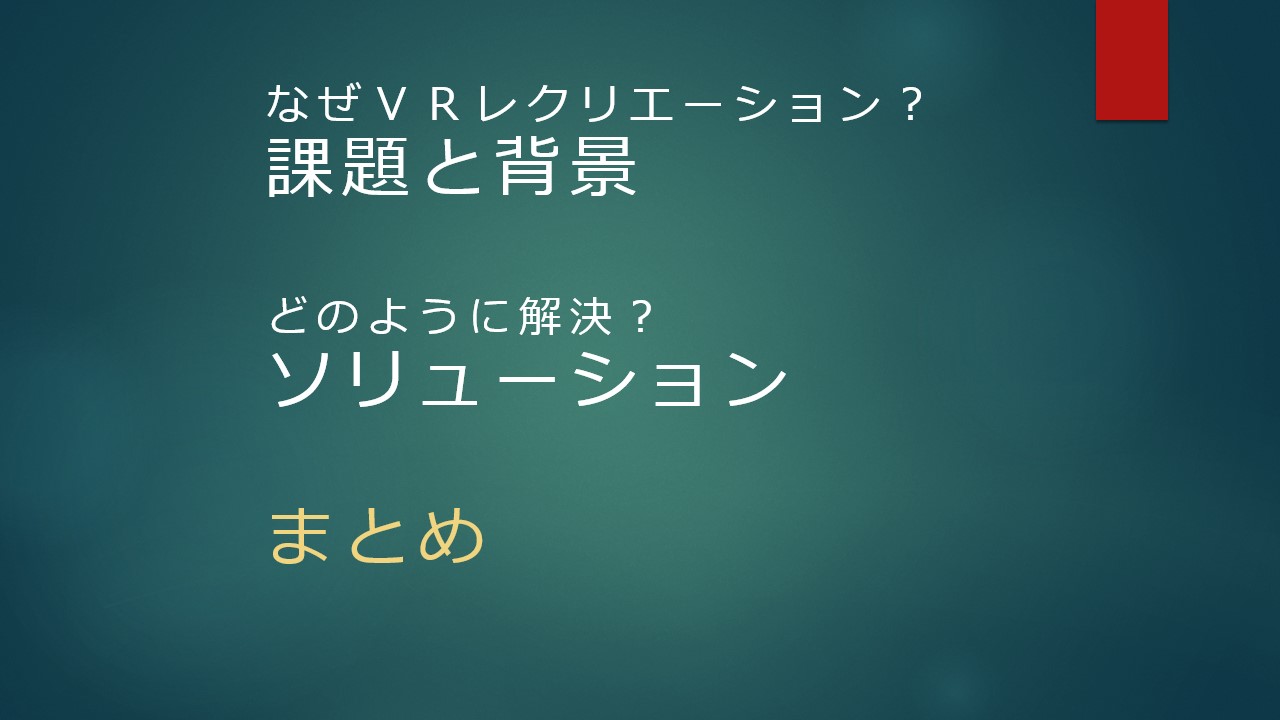 なぜＶＲレクリエーション？
課題と背景
どのように解決？
ソリューション
まとめ